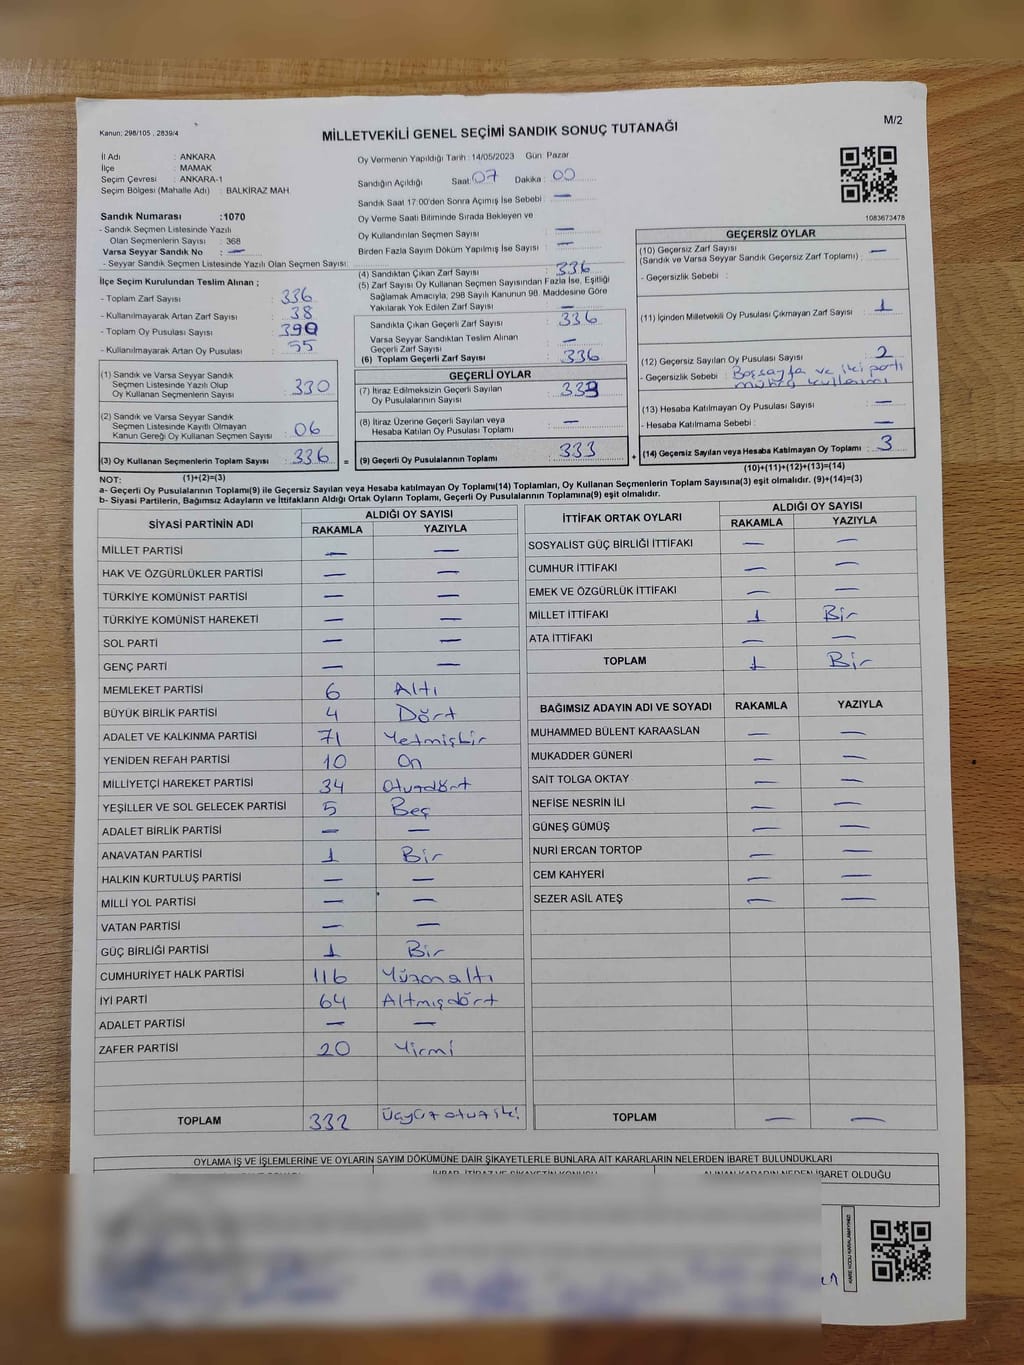 Kanun: 298/105 , 2839/4
MİLLETVEKİLİ GENEL SEÇİMİ SANDIK SONUÇ TUTANAĞI
M/2
İl Adı : ANKARA
İlçe : MAMAK
Seçim Çevresi : ANKARA-1
Seçim Bölgesi (Mahalle Adı) : BALKİRAZ MAH.
Sandık Numarası :1070
- Sandık Seçmen Listesinde Yazılı
Olan Seçmenlerin Sayısı : 368
Varsa Seyyar Sandık No : —
- Seyyar Sandık Seçmen Listesinde Yazılı Olan Seçmen Sayısı:
İlçe Seçim Kurulundan Teslim Alınan ;
- Toplam Zarf Sayısı : 336
- Kullanılmayarak Artan Zarf Sayısı : 38
- Toplam Oy Pusulası Sayısı : 390
- Kullanılmayarak Artan Oy Pusulası : 55
(1) Sandık ve Varsa Seyyar Sandık
Seçmen Listesinde Yazılı Olup
Oy Kullanan Seçmenlerin Sayısı : 330
(2) Sandık ve Varsa Seyyar Sandık
Seçmen Listesinde Kayıtlı Olmayan
Kanun Gereği Oy Kullanan Seçmen Sayısı : 06
(3) Oy Kullanan Seçmenlerin Toplam Sayısı : 336
Oy Vermenin Yapıldığı Tarih :14/05/2023 Gün: Pazar
Sandığın Açıldığı Saat: 07 Dakika : 00
Sandık Saat 17:00'den Sonra Açımış İse Sebebi : —
Oy Verme Saati Bitiminde Sırada Bekleyen ve
Oy Kullandırılan Seçmen Sayısı : —
Birden Fazla Sayım Döküm Yapılmış İse Sayısı : —
(4) Sandıktan Çıkan Zarf Sayısı : 336
(5) Zarf Sayısı Oy Kullanan Seçmen Sayısından Fazla İse, Eşitliği
Sağlamak Amacıyla, 298 Sayılı Kanunun 98. Maddesine Göre
Yakılarak Yok Edilen Zarf Sayısı : —
Sandıkta Çıkan Geçerli Zarf Sayısı : 336
Varsa Seyyar Sandıktan Teslim Alınan
Geçerli Zarf Sayısı : —
(6) Toplam Geçerli Zarf Sayısı : 336
GEÇERLİ OYLAR
(7) İtiraz Edilmeksizin Geçerli Sayılan
Oy Pusulalarının Sayısı : 333
(8) İtiraz Üzerine Geçerli Sayılan veya
Hesaba Katılan Oy Pusulası Toplamı : —
= (9) Geçerli Oy Pusulalarının Toplamı : 333
1083673478
GEÇERSİZ OYLAR
(10) Geçersiz Zarf Sayısı
(Sandık ve Varsa Seyyar Sandık Geçersiz Zarf Toplamı) : —
- Geçersizlik Sebebi :
(11) İçinden Milletvekili Oy Pusulası Çıkmayan Zarf Sayısı : 1
(12) Geçersiz Sayılan Oy Pusulası Sayısı : 2
- Geçersizlik Sebebi : Boş sayfa ve iki parti
mühür kullanımı
(13) Hesaba Katılmayan Oy Pusulası Sayısı : —
- Hesaba Katılmama Sebebi : —
+ (14) Geçersiz Sayılan veya Hesaba Katılmayan Oy Toplamı : 3
NOT: (1)+(2)=(3)
(10)+(11)+(12)+(13)=(14)
a- Geçerli Oy Pusulalarının Toplamı(9) ile Geçersiz Sayılan veya Hesaba katılmayan Oy Toplamı(14) Toplamları, Oy Kullanan Seçmenlerin Toplam Sayısına(3) eşit olmalıdır. (9)+(14)=(3)
b- Siyasi Partilerin, Bağımsız Adayların ve İttifakların Aldığı Ortak Oyların Toplamı, Geçerli Oy Pusulalarının Toplamına(9) eşit olmalıdır.
SİYASİ PARTİNİN ADI ALDIĞI OY SAYISI
RAKAMLA YAZIYLA
MİLLET PARTİSİ — —
HAK VE ÖZGÜRLÜKLER PARTİSİ — —
TÜRKİYE KOMÜNİST PARTİSİ — —
TÜRKİYE KOMÜNİST HAREKETİ — —
SOL PARTİ — —
GENÇ PARTİ — —
MEMLEKET PARTİSİ 6 Altı
BÜYÜK BİRLİK PARTİSİ 4 Dört
ADALET VE KALKINMA PARTİSİ 71 Yetmişbir
YENİDEN REFAH PARTİSİ 10 On
MİLLİYETÇİ HAREKET PARTİSİ 34 Otuzdört
YEŞİLLER VE SOL GELECEK PARTİSİ 5 Beş
ADALET BİRLİK PARTİSİ — —
ANAVATAN PARTİSİ 1 Bir
HALKIN KURTULUŞ PARTİSİ — —
MİLLİ YOL PARTİSİ — —
VATAN PARTİSİ — —
GÜÇ BİRLİĞİ PARTİSİ 1 Bir
CUMHURİYET HALK PARTİSİ 116 Yüzonaltı
İYİ PARTİ 64 Altmışdört
ADALET PARTİSİ — —
ZAFER PARTİSİ 20 Yirmi
TOPLAM 332 üçyüz otuz iki
İTTİFAK ORTAK OYLARI ALDIĞI OY SAYISI
RAKAMLA YAZIYLA
SOSYALİST GÜÇ BİRLİĞİ İTTİFAKI — —
CUMHUR İTTİFAKI — —
EMEK VE ÖZGÜRLÜK İTTİFAKI — —
MİLLET İTTİFAKI 1 Bir
ATA İTTİFAKI — —
TOPLAM 1 Bir
BAĞIMSIZ ADAYIN ADI VE SOYADI RAKAMLA YAZIYLA
MUHAMMED BÜLENT KARAASLAN — —
MUKADDER GÜNERİ — —
SAİT TOLGA OKTAY — —
NEFİSE NESRİN İLİ — —
GÜNEŞ GÜMÜŞ — —
NURİ ERCAN TORTOP — —
CEM KAHYERİ — —
SEZER ASİL ATEŞ — —
TOPLAM — —
OYLAMA İŞ VE İŞLEMLERİNE VE OYLARIN SAYIM DÖKÜMÜNE DAİR ŞİKAYETLERLE BUNLARA AİT KARARLARIN NELERDEN İBARET BULUNDUKLARI
İHBAR, İTİRAZ VE ŞİKAYETİN KONUSU ALINAN KARARIN NEDEN İBARET OLDUĞU
KARE KODU KARALAMAYINIZ!